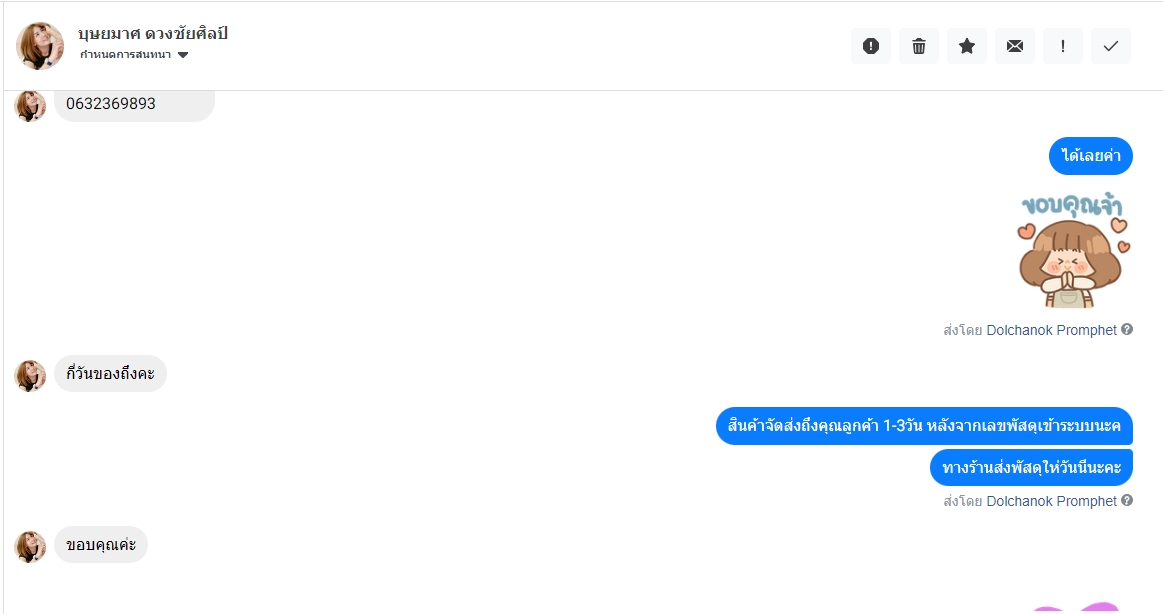 บุษยมาศ ดวงชัยศิลป์
กำหนดการสนทนา
0632369893
ได้เลยค่า
ขอบคุณจ้า
ส่งโดย Dolchanok Promphet
กี่วันของถึงคะ
สินค้าจัดส่งถึงคุณลูกค้า 1-3วัน หลังจากเลขพัสดุเข้าระบบนะค
ทางร้านส่งพัสดุให้วันนี้นะคะ
ส่งโดย Dolchanok Promphet
ขอบคุณค่ะ